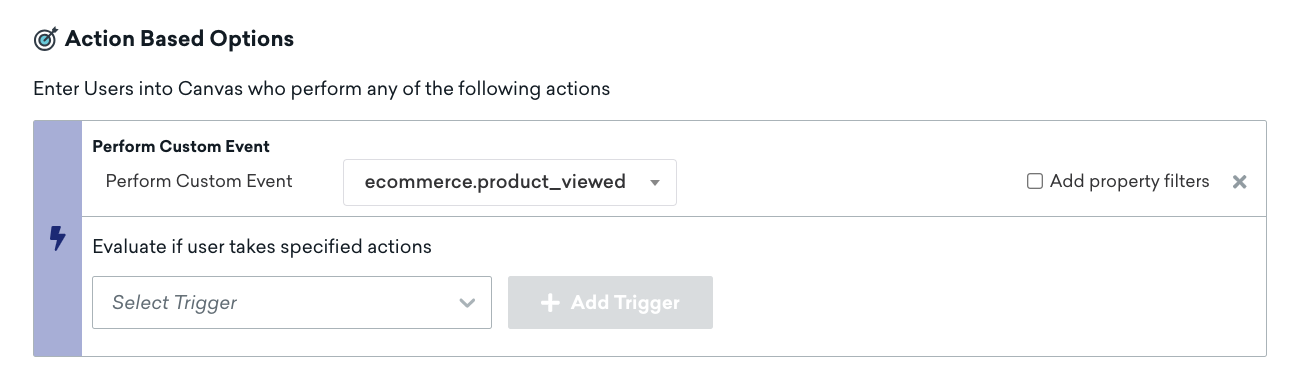 Action Based Options
Enter Users into Canvas who perform any of the following actions
Perform Custom Event
Perform Custom Event ecommerce.product_viewed Add property filters
Evaluate if user takes specified actions
Select Trigger Add Trigger